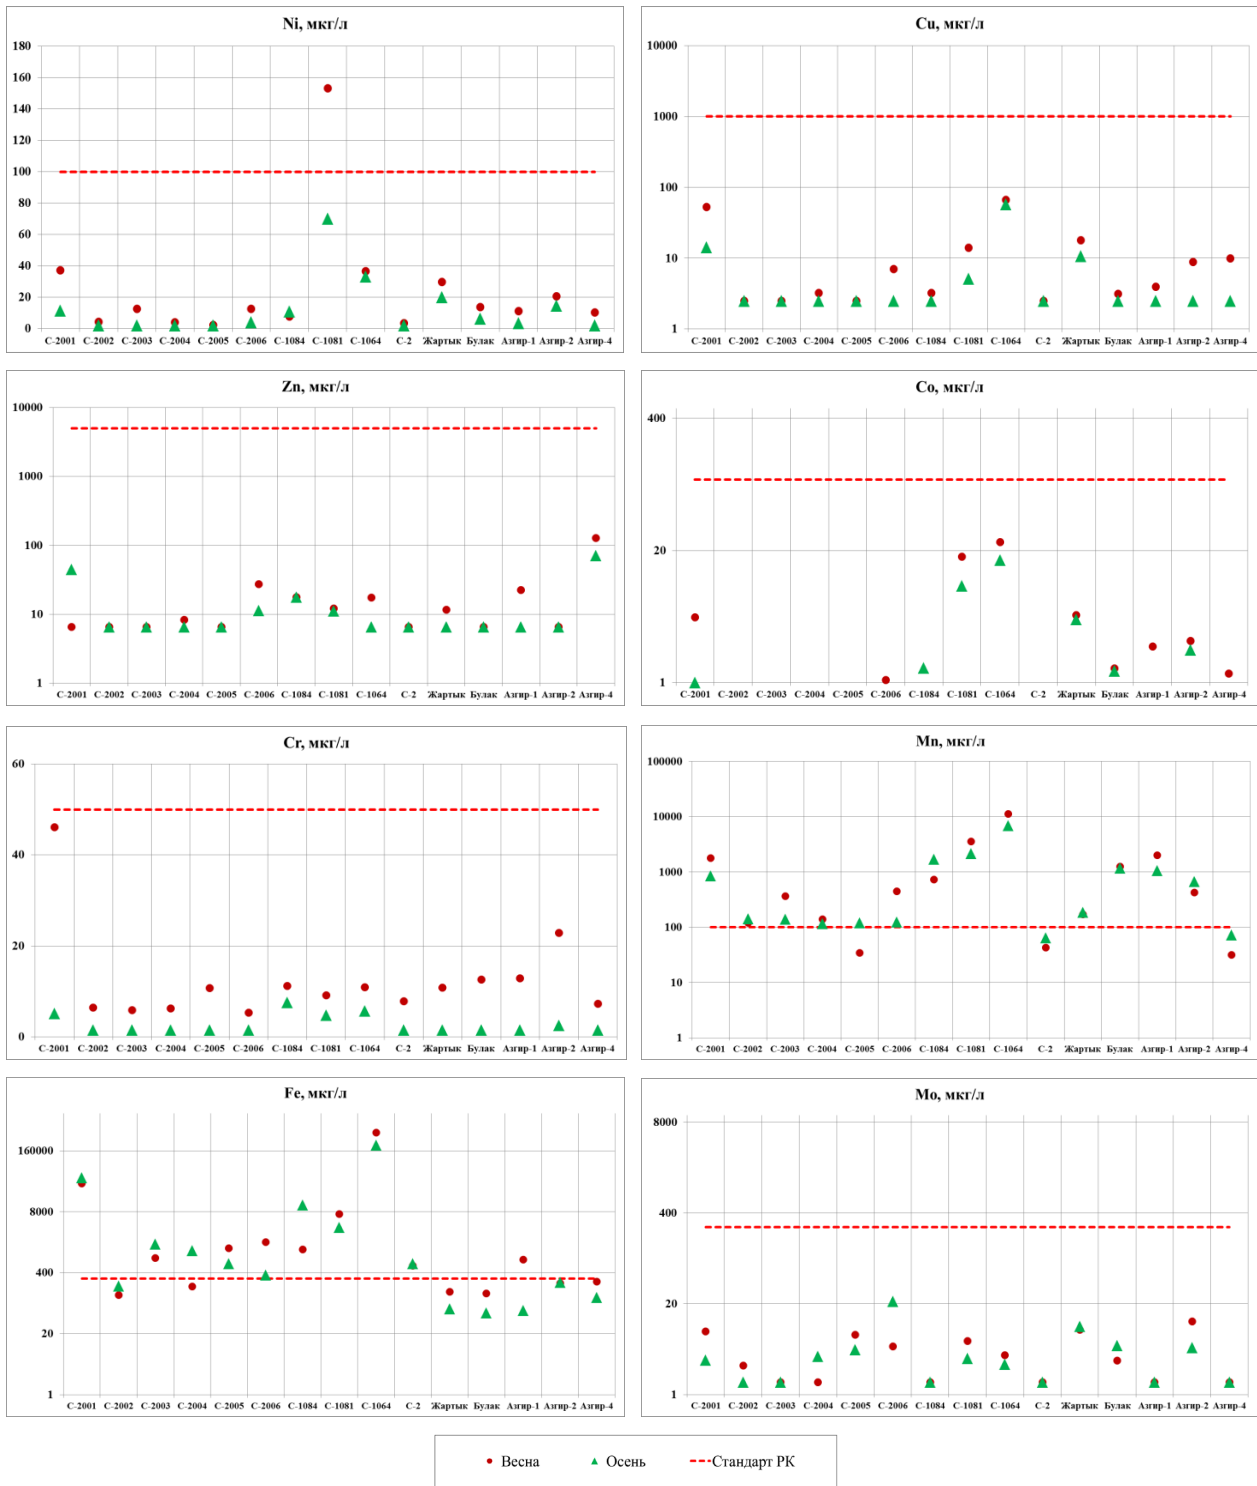 Ni, мкг/л
180
160
140
120
100
80
60
40
20
0
С-2001 С-2002 С-2003 С-2004 С-2005 С-2006 С-1084 С-1081 С-1064 С-2 Жартык Булак Азгир-1 Азгир-2 Азгир-4
Cu, мкг/л
10000
1000
100
10
1
С-2001 С-2002 С-2003 С-2004 С-2005 С-2006 С-1084 С-1081 С-1064 С-2 Жартык Булак Азгир-1 Азгир-2 Азгир-4
Zn, мкг/л
10000
1000
100
10
1
С-2001 С-2002 С-2003 С-2004 С-2005 С-2006 С-1084 С-1081 С-1064 С-2 Жартык Булак Азгир-1 Азгир-2 Азгир-4
Co, мкг/л
400
20
1
С-2001 С-2002 С-2003 С-2004 С-2005 С-2006 С-1084 С-1081 С-1064 С-2 Жартык Булак Азгир-1 Азгир-2 Азгир-4
Cr, мкг/л
60
40
20
0
С-2001 С-2002 С-2003 С-2004 С-2005 С-2006 С-1084 С-1081 С-1064 С-2 Жартык Булак Азгир-1 Азгир-2 Азгир-4
Mn, мкг/л
100000
10000
1000
100
10
1
С-2001 С-2002 С-2003 С-2004 С-2005 С-2006 С-1084 С-1081 С-1064 С-2 Жартык Булак Азгир-1 Азгир-2 Азгир-4
Fe, мкг/л
160000
8000
400
20
1
С-2001 С-2002 С-2003 С-2004 С-2005 С-2006 С-1084 С-1081 С-1064 С-2 Жартык Булак Азгир-1 Азгир-2 Азгир-4
Mo, мкг/л
8000
400
20
1
С-2001 С-2002 С-2003 С-2004 С-2005 С-2006 С-1084 С-1081 С-1064 С-2 Жартык Булак Азгир-1 Азгир-2 Азгир-4
Весна Осень Стандарт РК